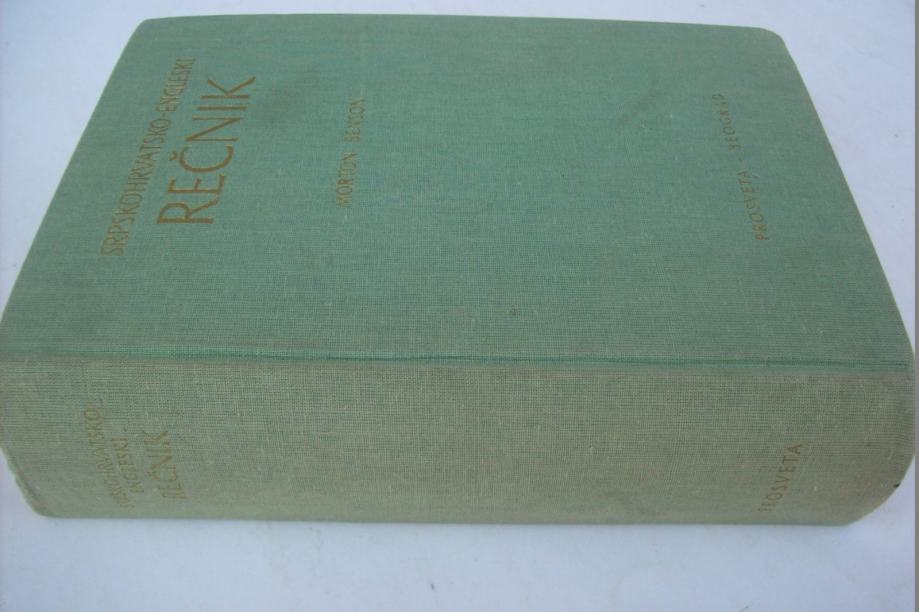 SRPSKOHRVATSKO-ENGLESKI
REČNIK
MORTON BENSON
PROSVETA - BEOGRAD
SRPSKOHRVATSKO-
ENGLESKI
REČNIK
PROSVETA